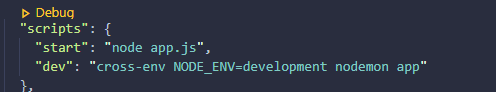 Debug
"scripts": {
"start": "node app.js",
"dev": "cross-env NODE_ENV=development nodemon app"
},